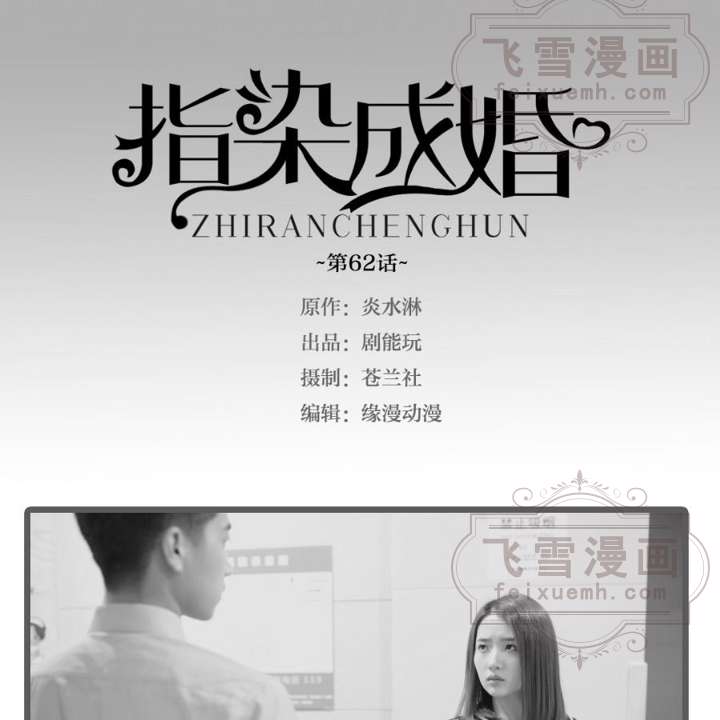 飞雪漫画
feixuemh.com
指染成婚
ZHIRANCHENGHUN
~第62话~
原作：炎水淋
出品：剧能玩
摄制：苍兰社
编辑：缘漫动漫
飞雪漫画
feixuemh.com